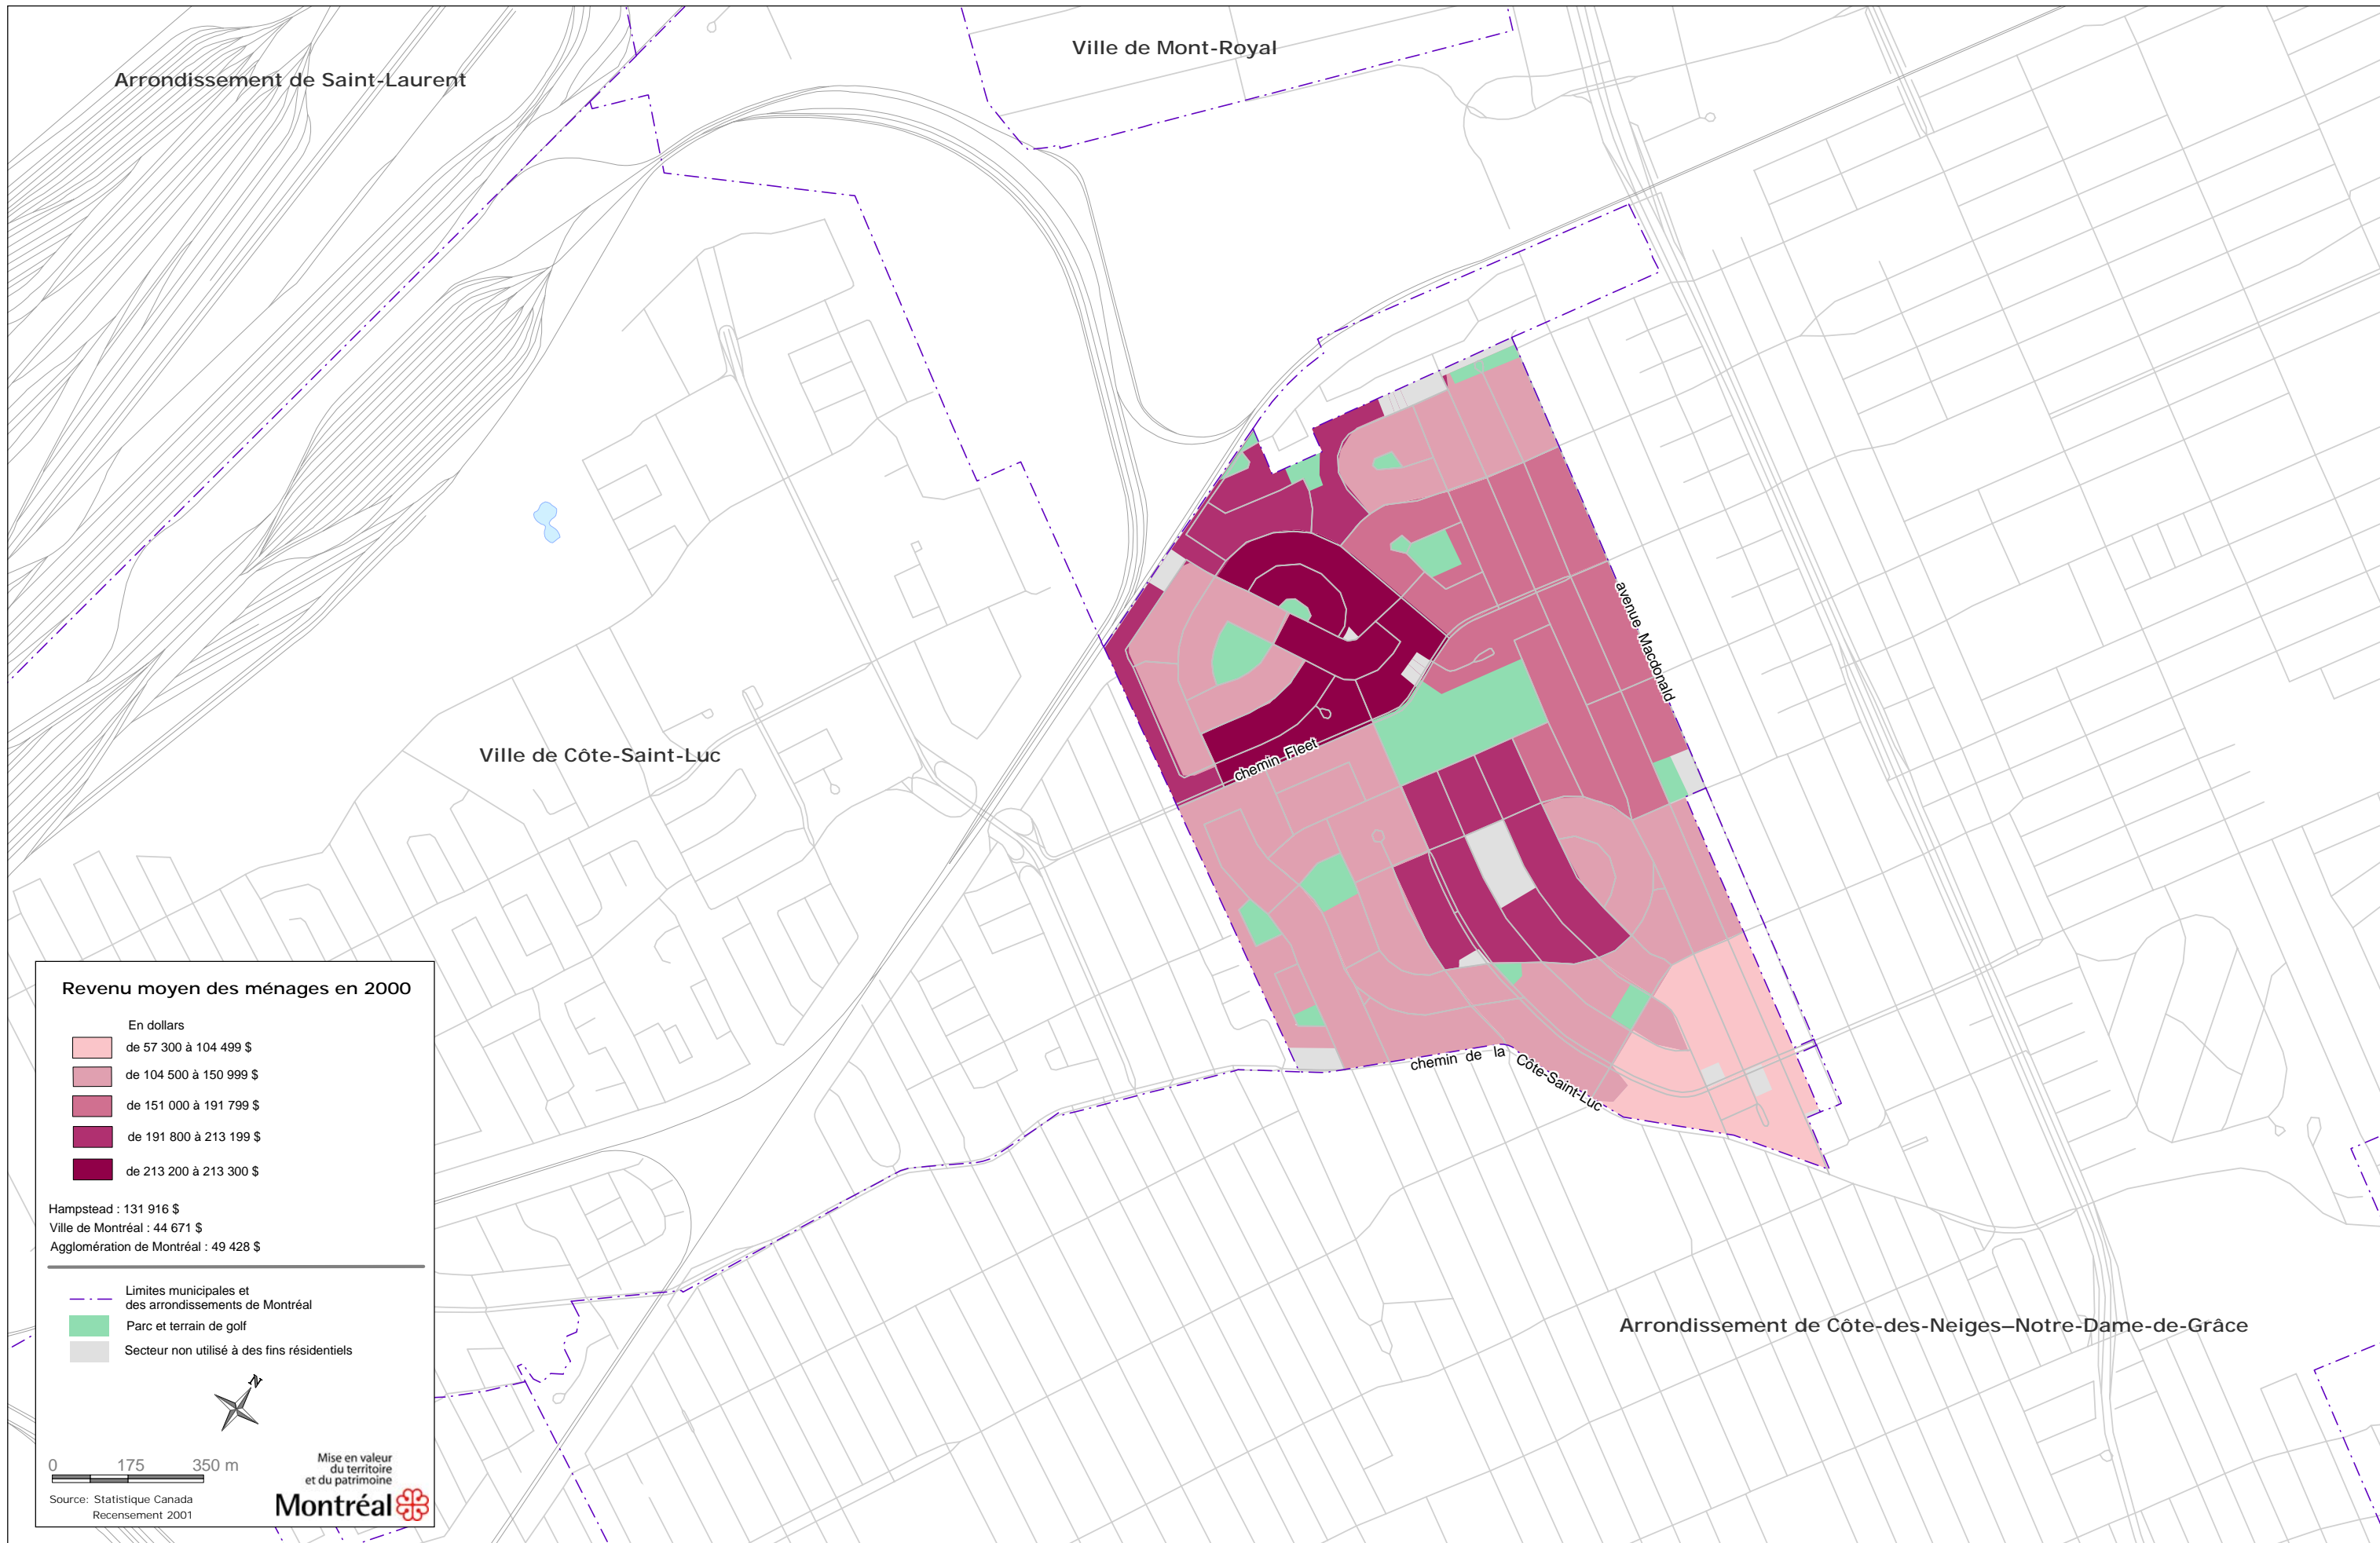 Arrondissement de Saint-Laurent
Ville de Mont-Royal
Ville de Côte-Saint-Luc
avenue Macdonald
chemin Fleet
chemin de la Côte-Saint-Luc
Arrondissement de Côte-des-Neiges–Notre-Dame-de-Grâce
Revenu moyen des ménages en 2000
En dollars
de 57 300 à 104 499 $
de 104 500 à 150 999 $
de 151 000 à 191 799 $
de 191 800 à 213 199 $
de 213 200 à 213 300 $
Hampstead : 131 916 $
Ville de Montréal : 44 671 $
Agglomération de Montréal : 49 428 $
Limites municipales et
des arrondissements de Montréal
Parc et terrain de golf
Secteur non utilisé à des fins résidentiels
N
0 175 350 m
Source: Statistique Canada
Recensement 2001
Mise en valeur
du territoire
et du patrimoine
Montréal